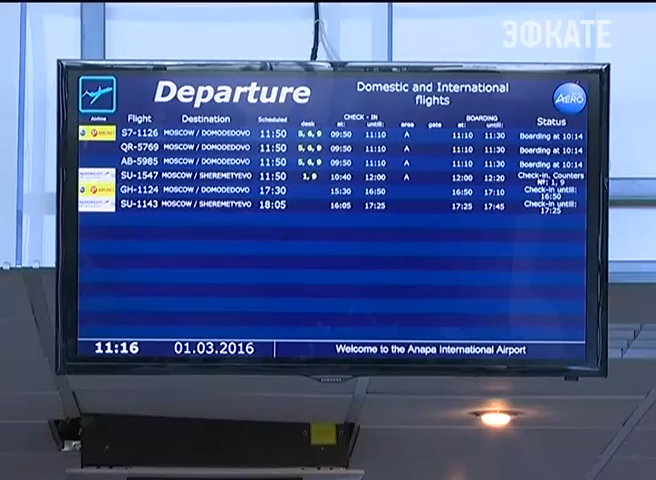 ЭФКАТЕ
Departure
Domestic and International
flights
AERO
Airline Flight Destination Scheduled desk CHECK - IN at: until: area gate BOARDING at: until: Status
S7-1126 MOSCOW / DOMODEDOVO 11:50 5, 6, 9 09:50 11:10 A 11:10 11:30 Boarding at 10:14
QR-5769 MOSCOW / DOMODEDOVO 11:50 5, 6, 9 09:50 11:10 A 11:10 11:30 Boarding at 10:14
AB-5985 MOSCOW / DOMODEDOVO 11:50 5, 6, 9 09:50 11:10 A 11:10 11:30 Boarding at 10:14
SU-1547 MOSCOW / SHEREMETYEVO 11:50 1, 9 10:40 12:00 A 12:00 12:20 Check-in. Counters №: 1, 9
GH-1124 MOSCOW / DOMODEDOVO 17:30 15:30 16:50 16:50 17:10 Check-in untill: 16:50
SU-1143 MOSCOW / SHEREMETYEVO 18:05 16:05 17:25 17:25 17:45 Check-in untill: 17:25
11:16 01.03.2016 Welcome to the Anapa International Airport
SAMSUNG